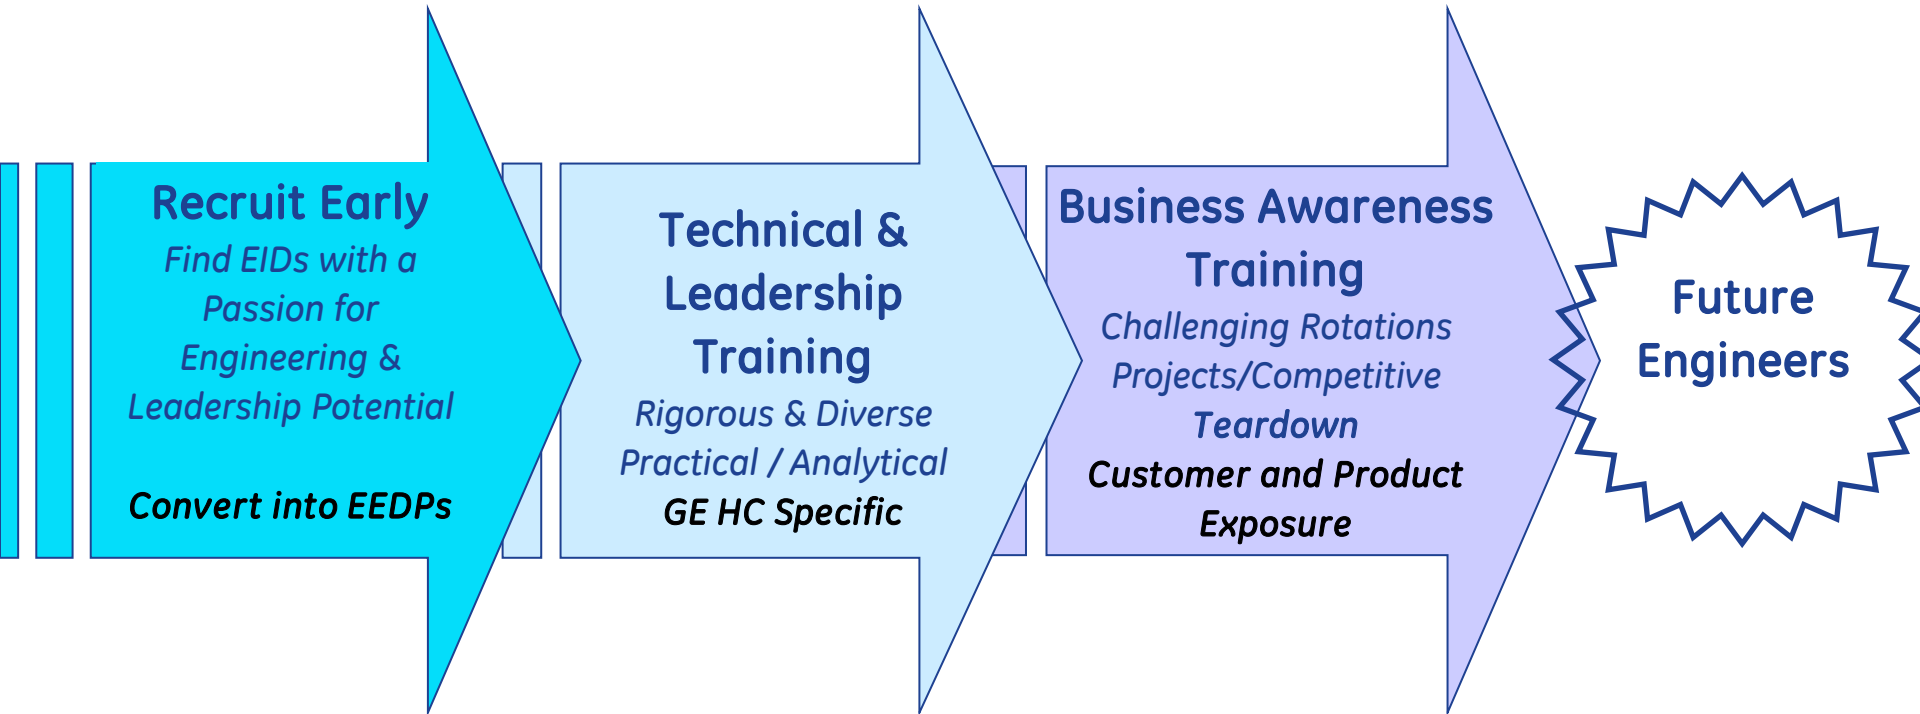 Recruit Early
Find EIDs with a
Passion for
Engineering &
Leadership Potential
Convert into EEDPs
Technical &
Leadership
Training
Rigorous & Diverse
Practical / Analytical
GE HC Specific
Business Awareness
Training
Challenging Rotations
Projects/Competitive
Teardown
Customer and Product
Exposure
Future
Engineers